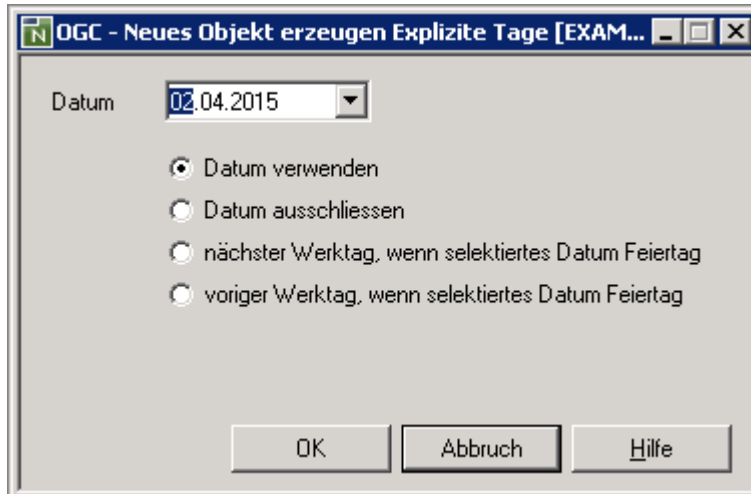 OGC - Neues Objekt erzeugen Explizite Tage [EXAM...
Datum 02.04.2015
Datum verwenden
Datum ausschliessen
nächster Werktag, wenn selektiertes Datum Feiertag
voriger Werktag, wenn selektiertes Datum Feiertag
OK Abbruch Hilfe